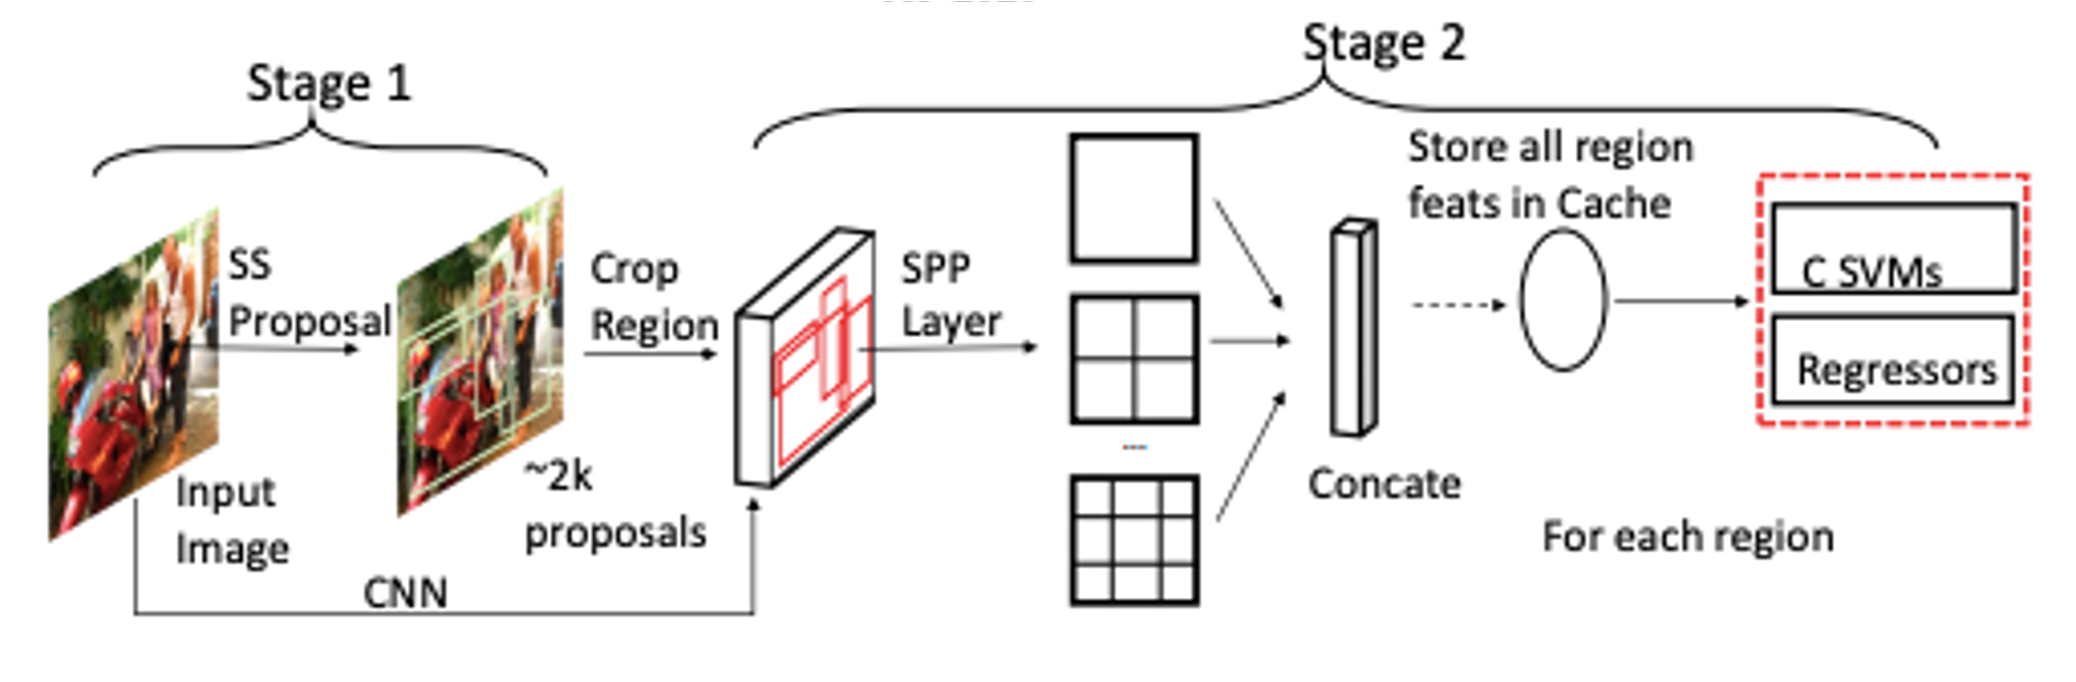 Stage 1
Stage 2
SS
Proposal
Input
Image
CNN
~2k
proposals
Crop
Region
SPP
Layer
...
Concate
Store all region
feats in Cache
C SVMs
Regressors
For each region